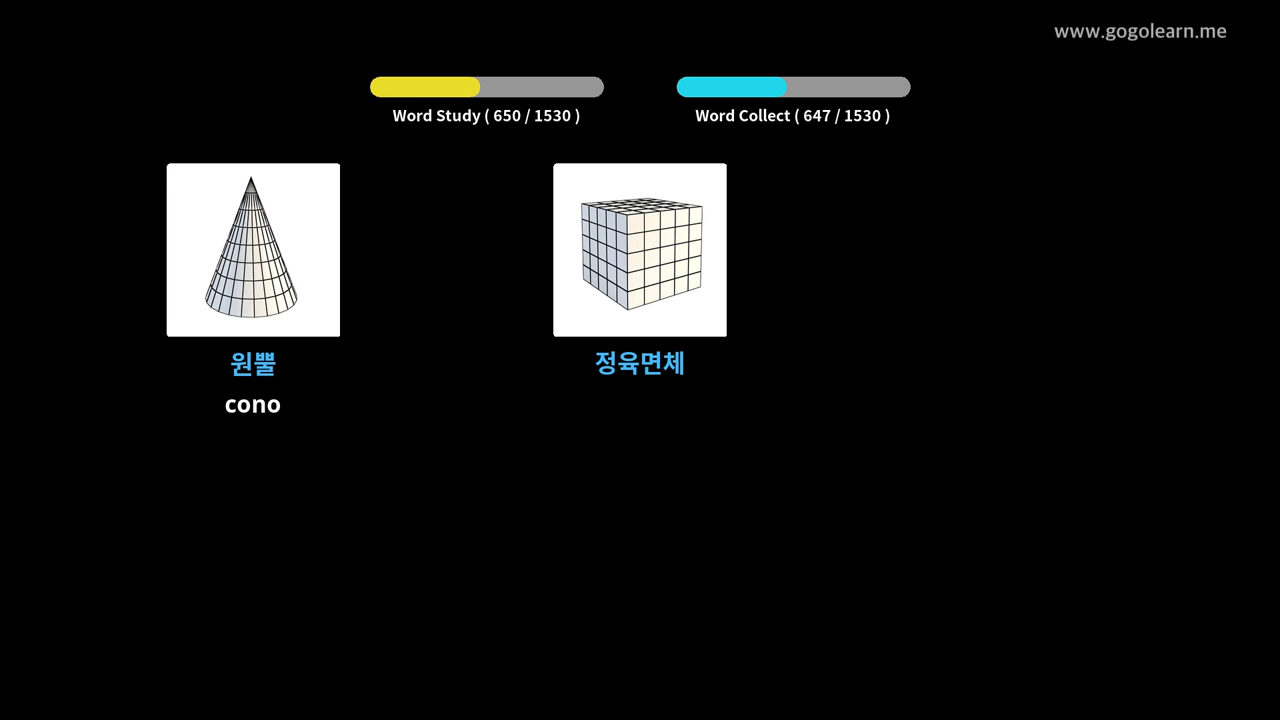 www.gogolearn.me
Word Study ( 650 / 1530 )
Word Collect ( 647 / 1530 )
원뿔
정육면체
cono